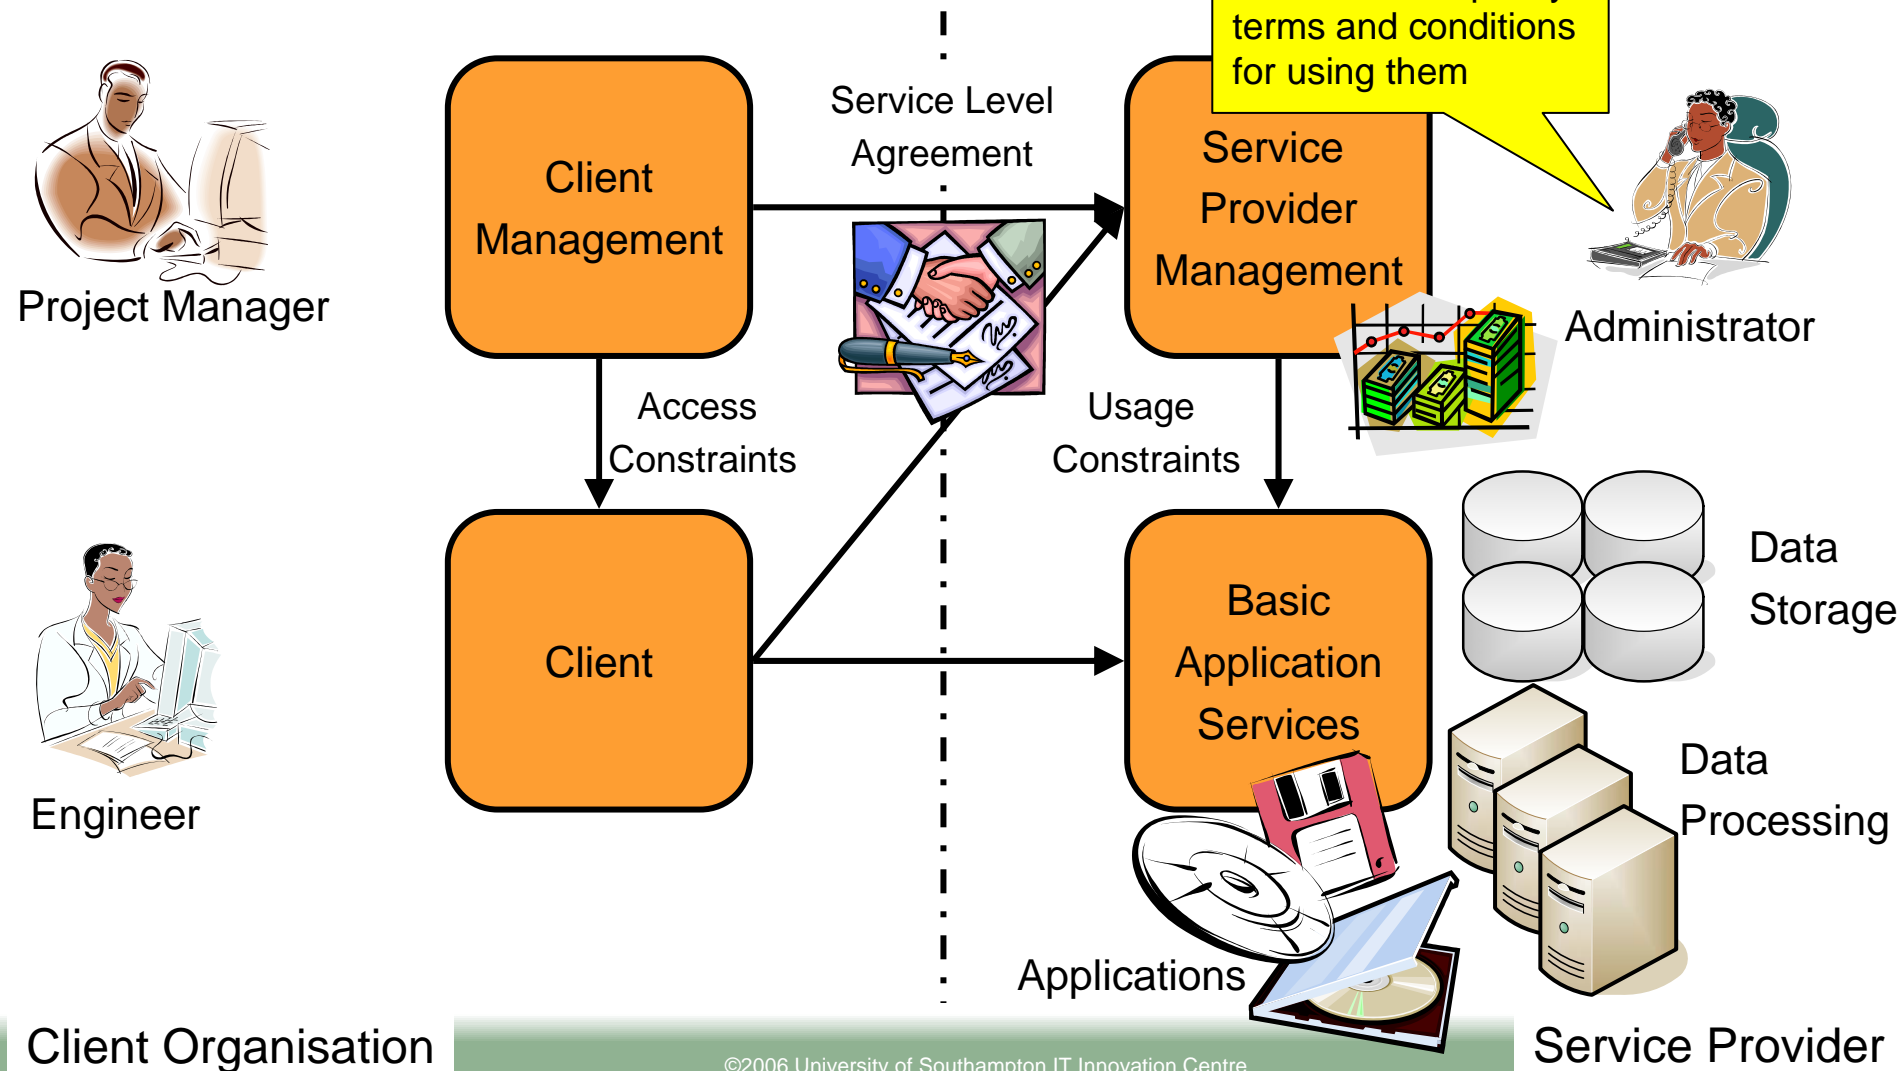 terms and conditions
for using them
Service Level
Agreement
Client
Management
Service
Provider
Management
Project Manager
Administrator
Access
Constraints
Usage
Constraints
Data
Storage
Client
Basic
Application
Services
Data
Processing
Engineer
Applications
Client Organisation
©2006 University of Southampton IT Innovation Centre
Service Provider